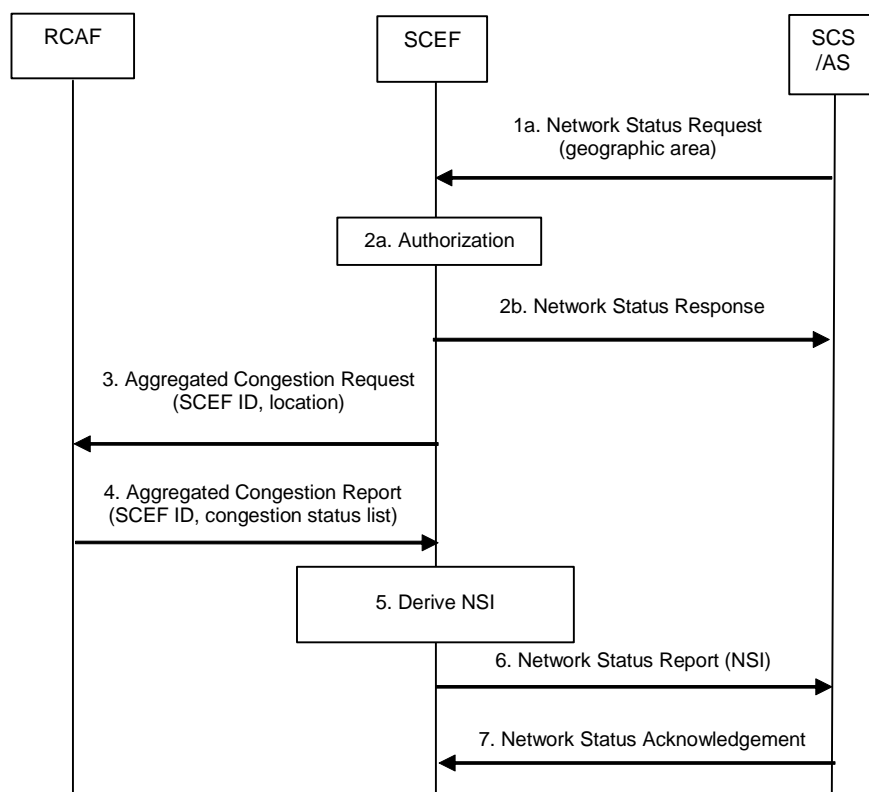 RCAF
SCEF
SCS
/AS
1a. Network Status Request
(geographic area)
2a. Authorization
2b. Network Status Response
3. Aggregated Congestion Request
(SCEF ID, location)
4. Aggregated Congestion Report
(SCEF ID, congestion status list)
5. Derive NSI
6. Network Status Report (NSI)
7. Network Status Acknowledgement